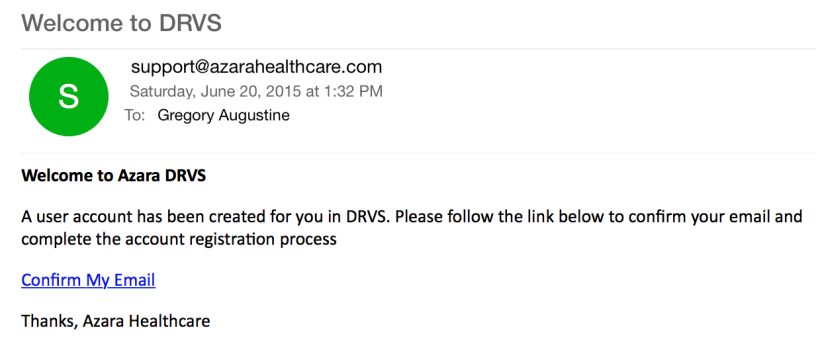 Welcome to DRVS
S
support@azarahealthcare.com
Saturday, June 20, 2015 at 1:32 PM
To: Gregory Augustine
Welcome to Azara DRVS
A user account has been created for you in DRVS. Please follow the link below to confirm your email and
complete the account registration process
Confirm My Email
Thanks, Azara Healthcare